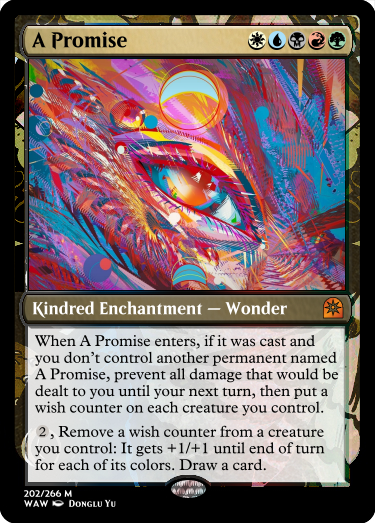 A Promise
Kindred Enchantment — Wonder
When A Promise enters, if it was cast and
you don't control another permanent named
A Promise, prevent all damage that would be
dealt to you until your next turn, then put a
wish counter on each creature you control.
2, Remove a wish counter from a creature
you control: It gets +1/+1 until end of turn
for each of its colors. Draw a card.
202/266 M
WAW Donglu Yu